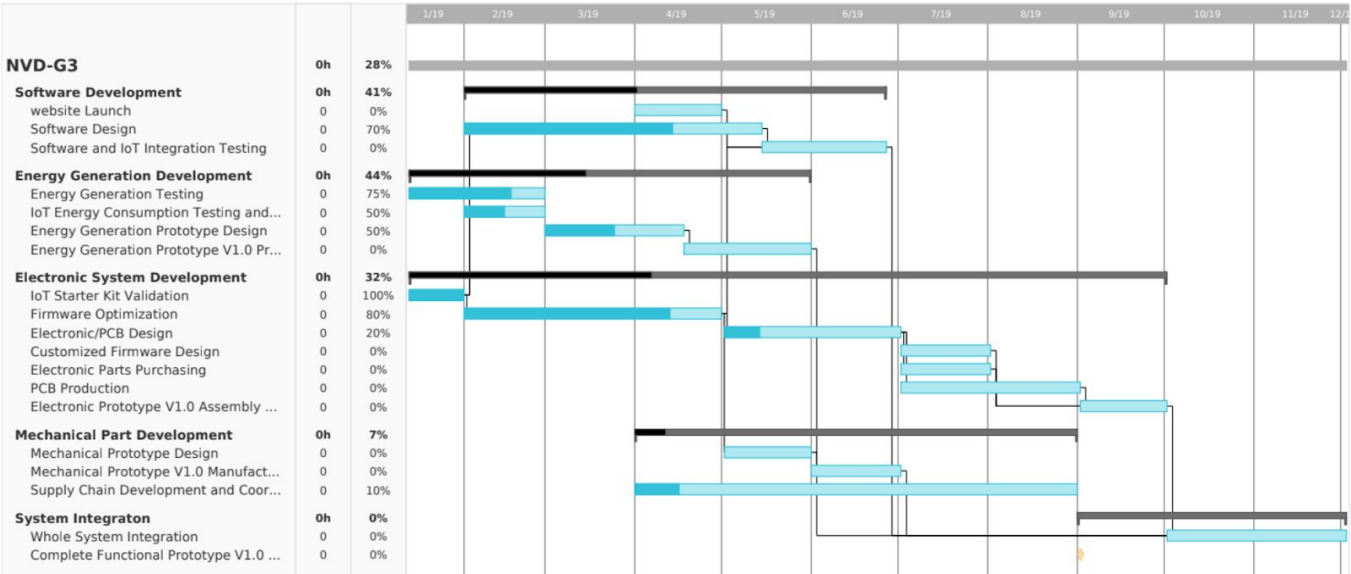 1/19 2/19 3/19 4/19 5/19 6/19 7/19 8/19 9/19 10/19 11/19 12/1
NVD-G3 0h 28%
Software Development 0h 41%
website Launch 0 0%
Software Design 0 70%
Software and IoT Integration Testing 0 0%
Energy Generation Development 0h 44%
Energy Generation Testing 0 75%
IoT Energy Consumption Testing and... 0 50%
Energy Generation Prototype Design 0 50%
Energy Generation Prototype V1.0 Pr... 0 0%
Electronic System Development 0h 32%
IoT Starter Kit Validation 0 100%
Firmware Optimization 0 80%
Electronic/PCB Design 0 20%
Customized Firmware Design 0 0%
Electronic Parts Purchasing 0 0%
PCB Production 0 0%
Electronic Prototype V1.0 Assembly ... 0 0%
Mechanical Part Development 0h 7%
Mechanical Prototype Design 0 0%
Mechanical Prototype V1.0 Manufact... 0 0%
Supply Chain Development and Coor... 0 10%
System Integraton 0h 0%
Whole System Integration 0 0%
Complete Functional Prototype V1.0 ... 0 0%